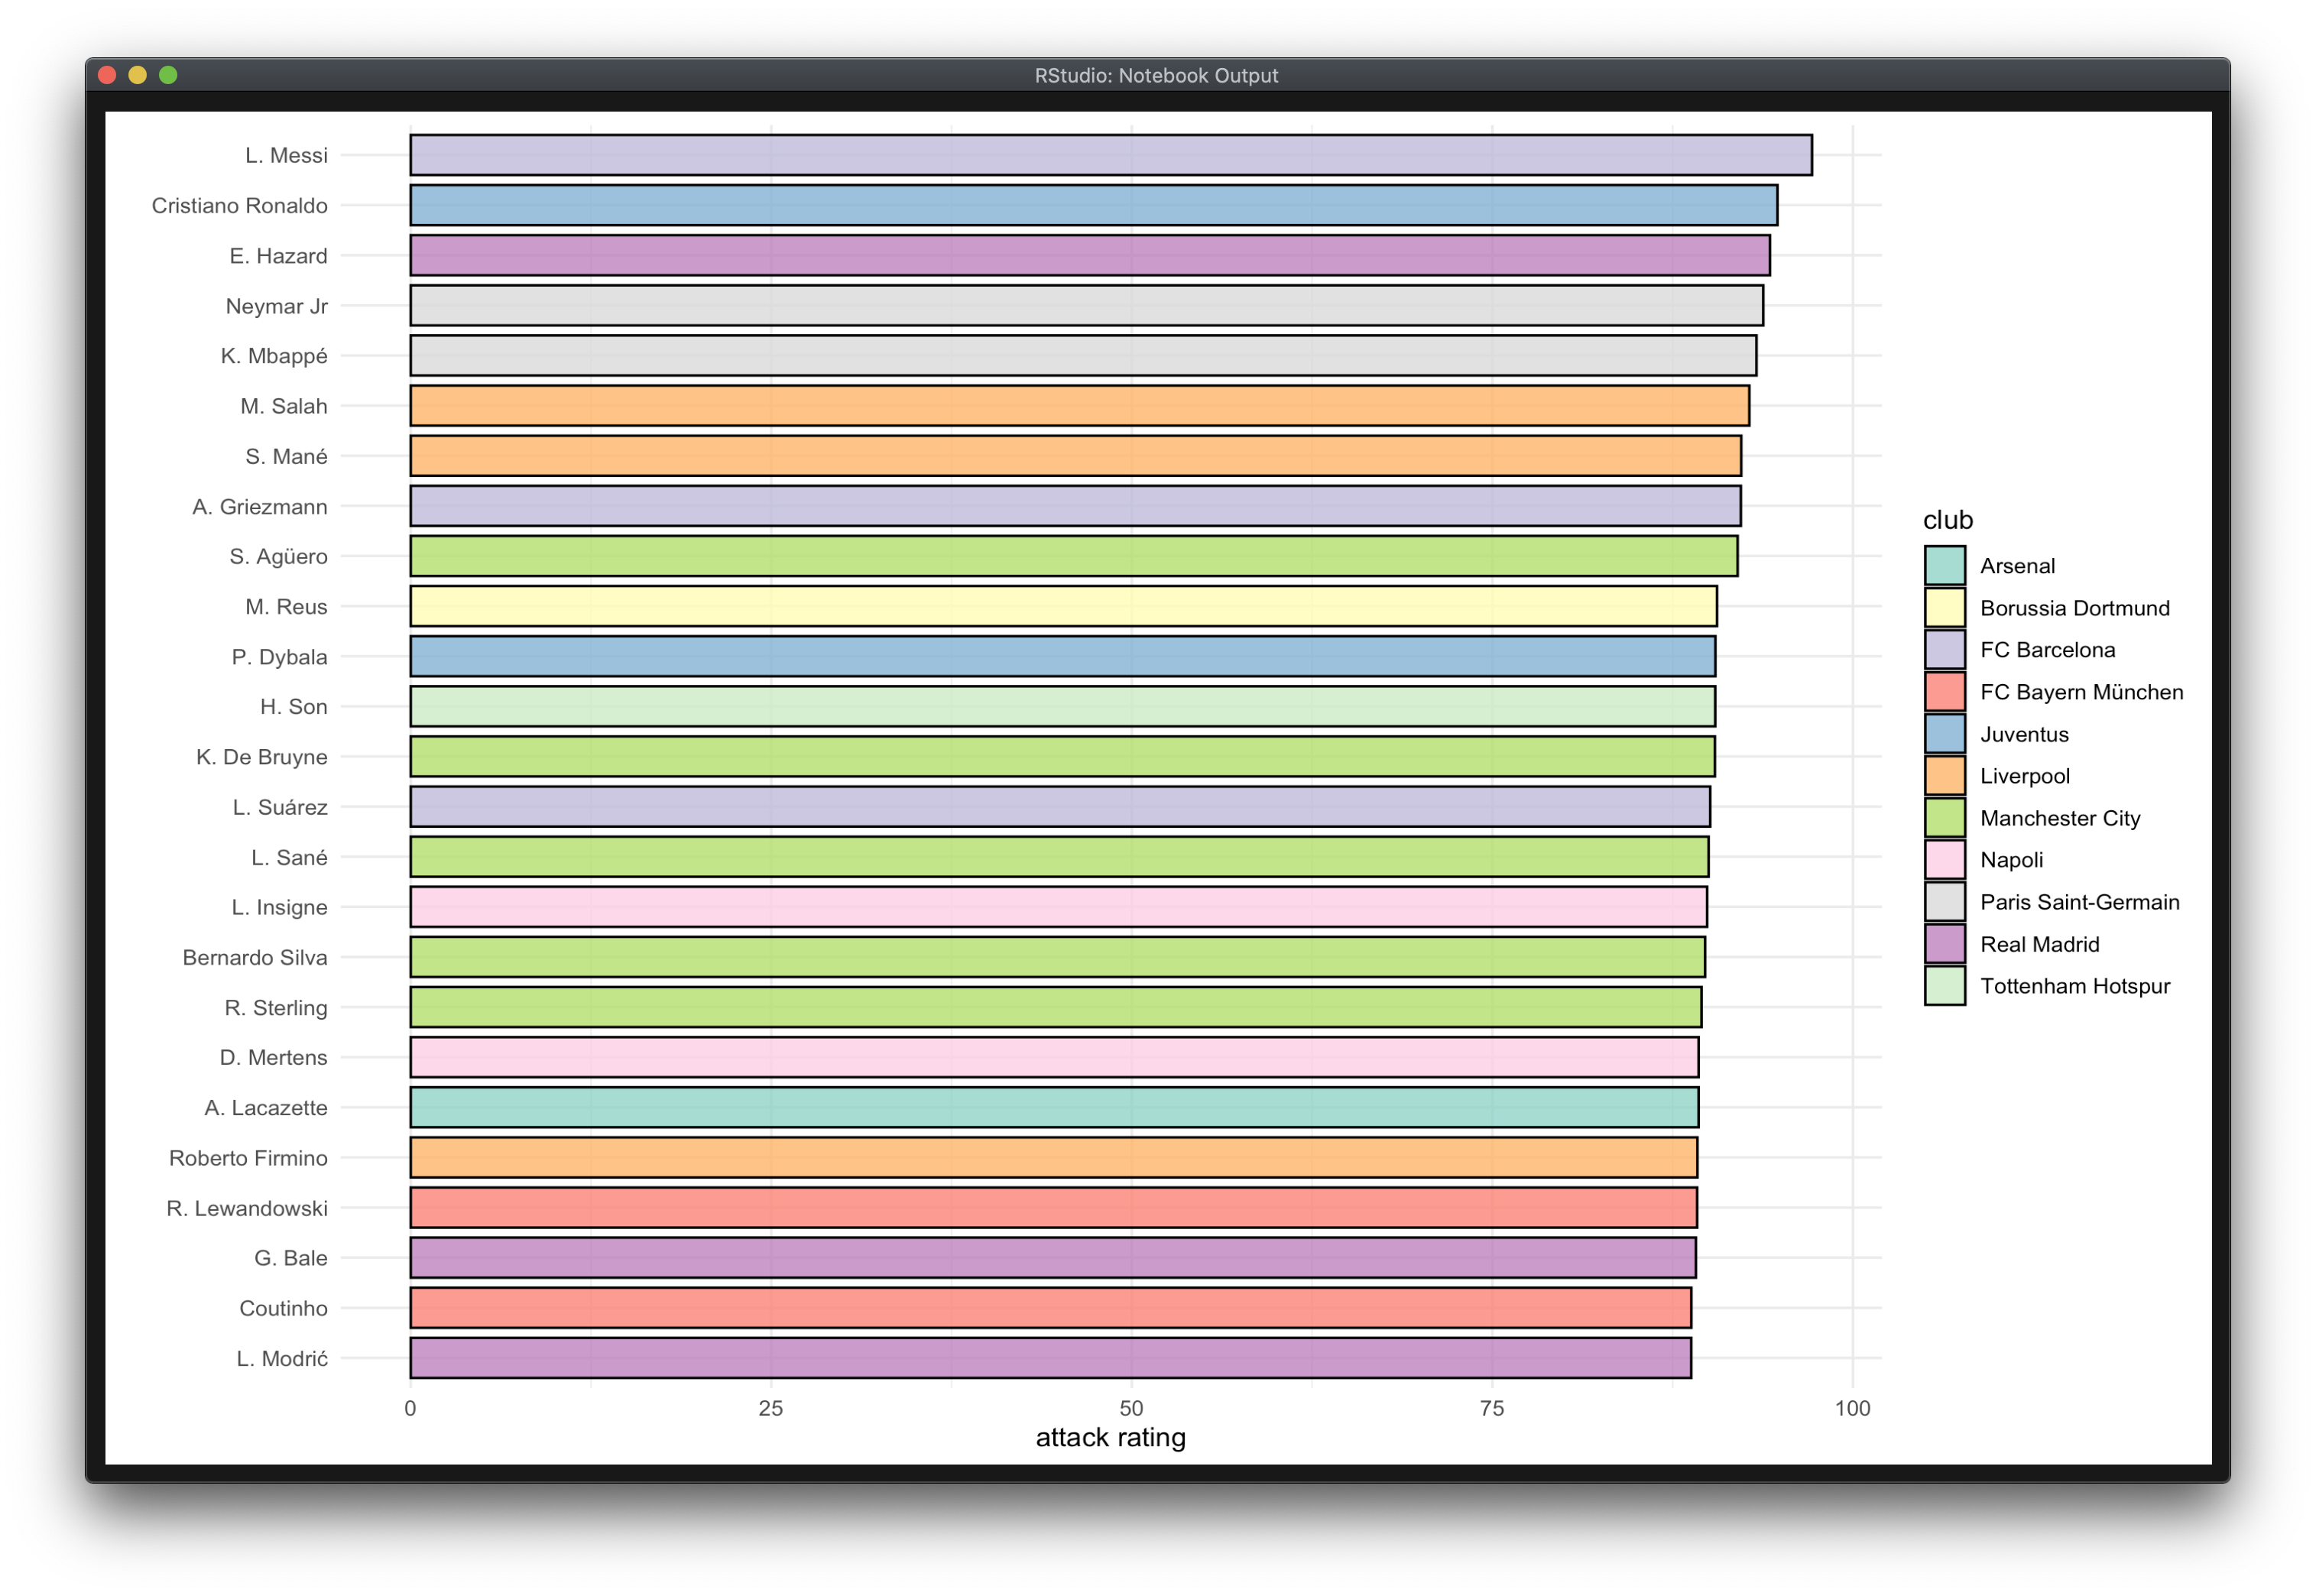 RStudio: Notebook Output
L. Messi
Cristiano Ronaldo
E. Hazard
Neymar Jr
K. Mbappé
M. Salah
S. Mané
A. Griezmann
S. Agüero
M. Reus
P. Dybala
H. Son
K. De Bruyne
L. Suárez
L. Sané
L. Insigne
Bernardo Silva
R. Sterling
D. Mertens
A. Lacazette
Roberto Firmino
R. Lewandowski
G. Bale
Coutinho
L. Modrić
0 25 50 75 100
attack rating
club
Arsenal
Borussia Dortmund
FC Barcelona
FC Bayern München
Juventus
Liverpool
Manchester City
Napoli
Paris Saint-Germain
Real Madrid
Tottenham Hotspur